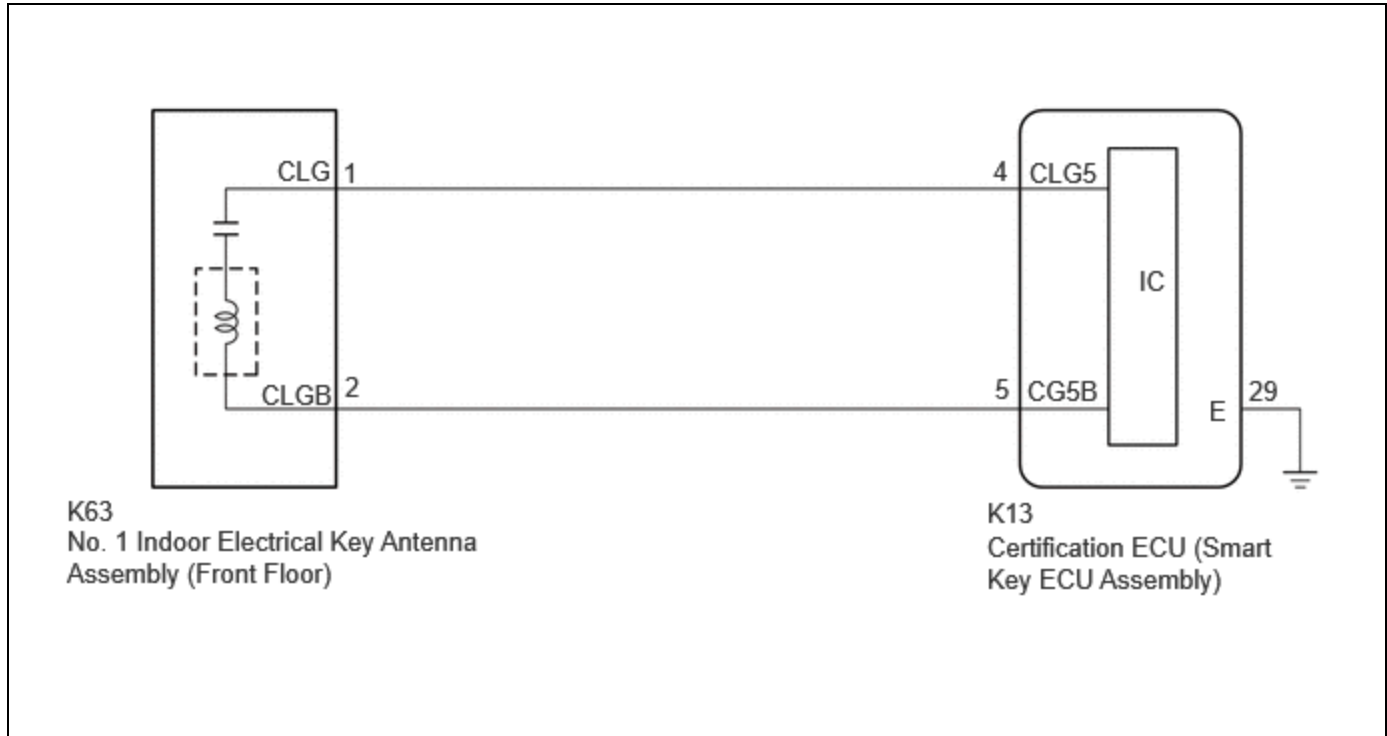 CLG 1
4 CLG5
IC
CLGB 2
5 CG5B
E 29
K63
No. 1 Indoor Electrical Key Antenna
Assembly (Front Floor)
K13
Certification ECU (Smart
Key ECU Assembly)